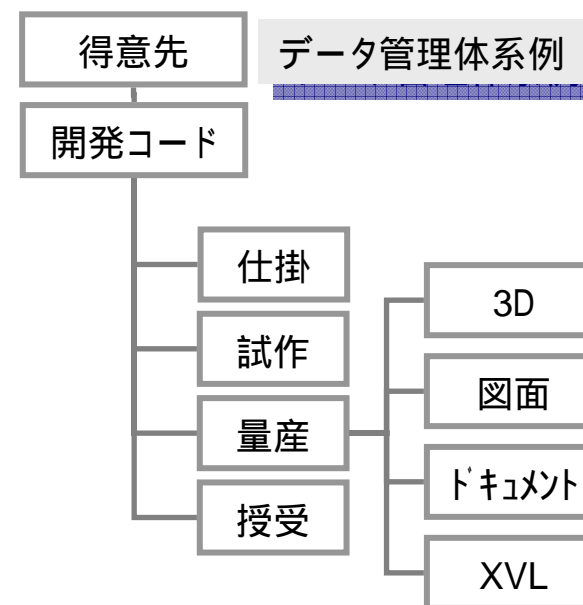 得意先
データ管理体系例
開発コード
仕掛
試作
量産
授受
3D
図面
ﾄﾞｷｭﾒﾝﾄ
XVL